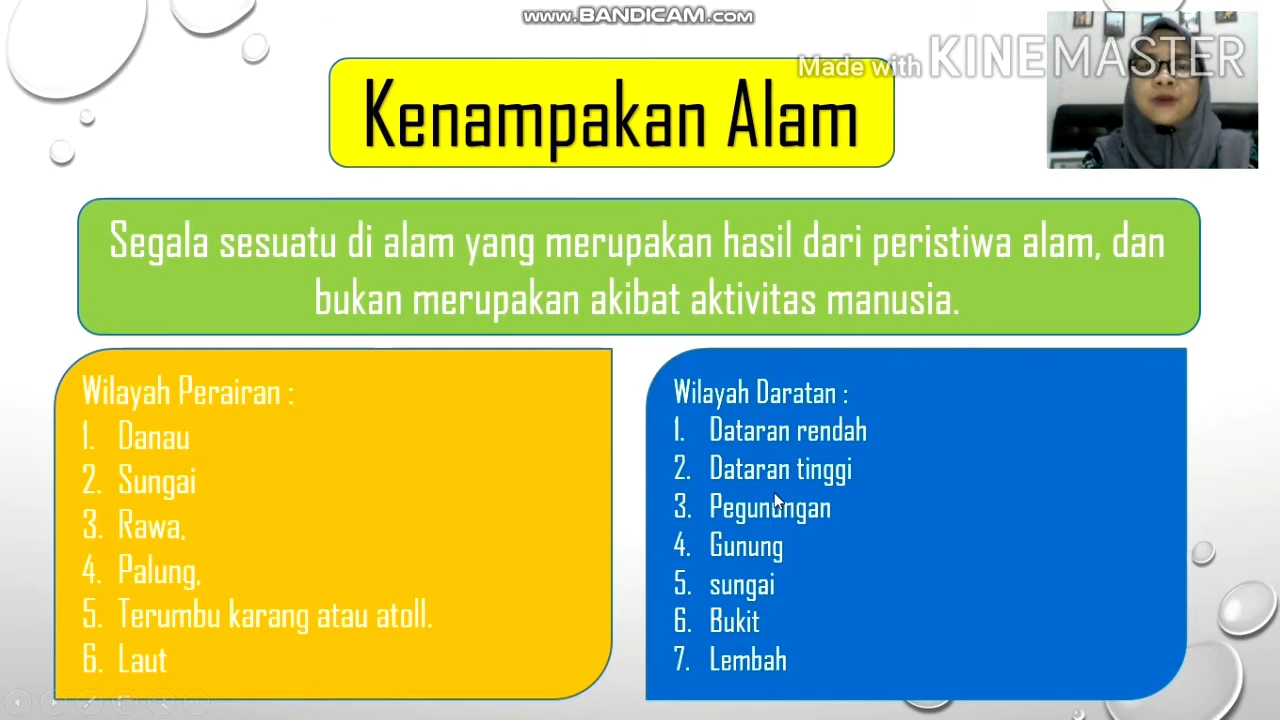 www.BANDICAM.com
Made with KINEMASTER
Kenampakan Alam
Segala sesuatu di alam yang merupakan hasil dari peristiwa alam, dan
bukan merupakan akibat aktivitas manusia.
Wilayah Perairan :
1. Danau
2. Sungai
3. Rawa,
4. Palung,
5. Terumbu karang atau atoll.
6. Laut
Wilayah Daratan :
1. Dataran rendah
2. Dataran tinggi
3. Pegunungan
4. Gunung
5. sungai
6. Bukit
7. Lembah